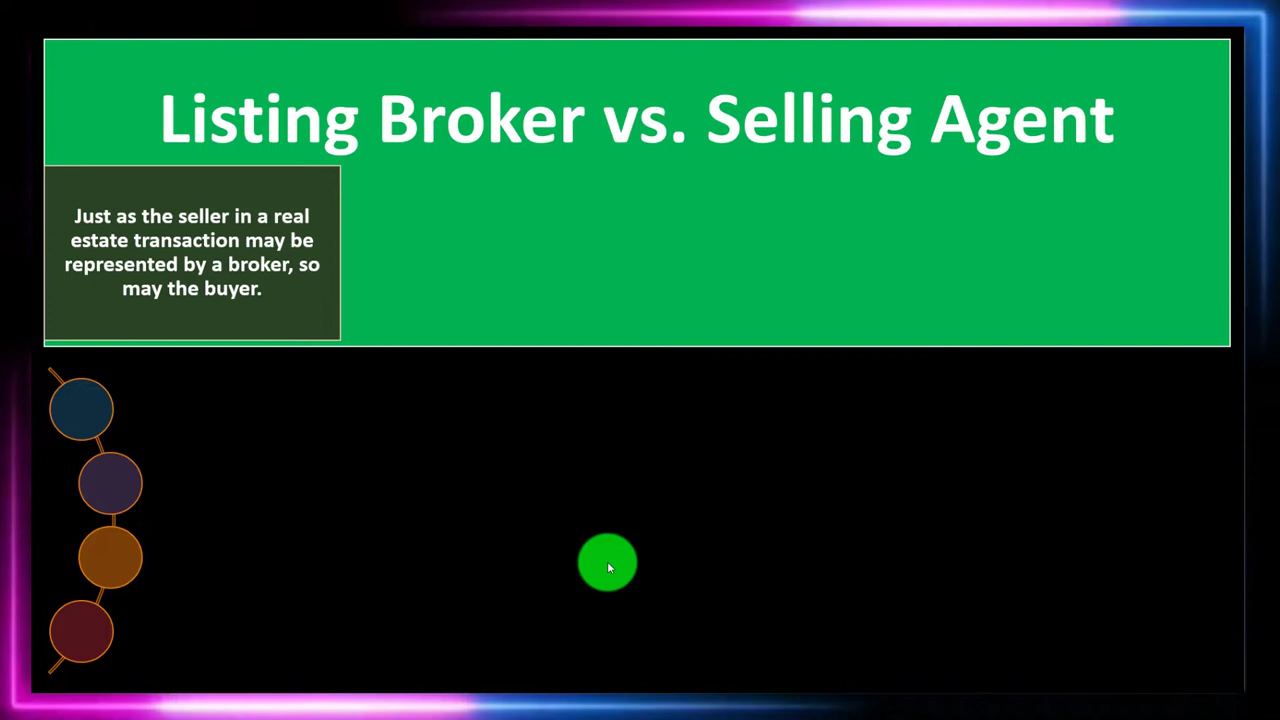 Listing Broker vs. Selling Agent
Just as the seller in a real
estate transaction may be
represented by a broker, so
may the buyer.